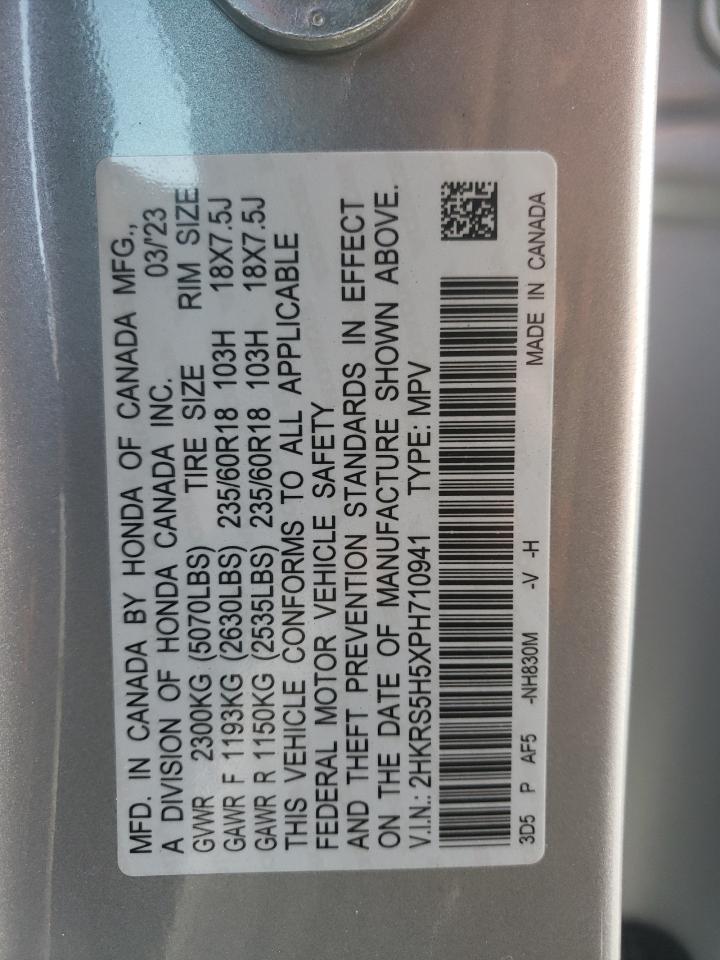 MFD. IN CANADA BY HONDA OF CANADA MFG.,
A DIVISION OF HONDA CANADA INC. 03/'23
GVWR 2300KG (5070LBS) TIRE SIZE RIM SIZE
GAWR F 1193KG (2630LBS) 235/60R18 103H 18X7.5J
GAWR R 1150KG (2535LBS) 235/60R18 103H 18X7.5J
THIS VEHICLE CONFORMS TO ALL APPLICABLE
FEDERAL MOTOR VEHICLE SAFETY
AND THEFT PREVENTION STANDARDS IN EFFECT
ON THE DATE OF MANUFACTURE SHOWN ABOVE.
V.I.N.: 2HKRS5H5XPH710941 TYPE: MPV
3D5 P AF5 -NH830M -V -H MADE IN CANADA